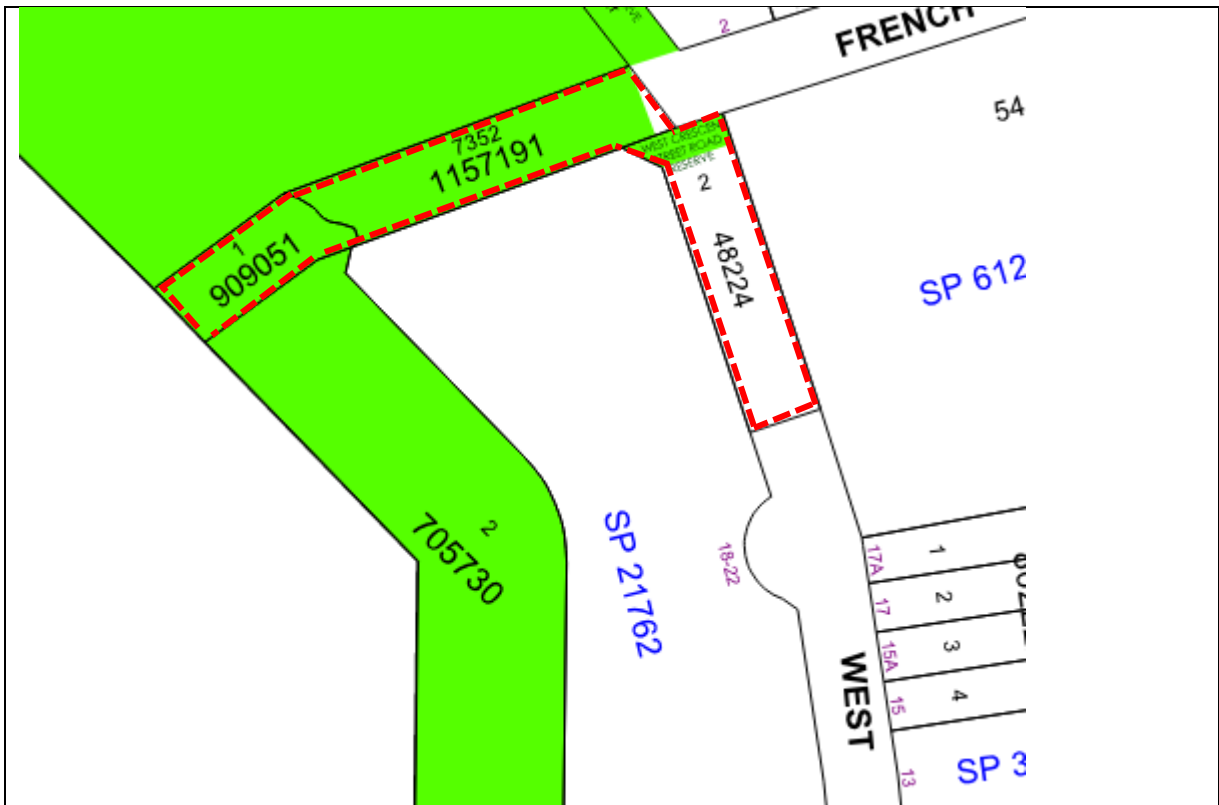 2
FRENCH
54
7352
1157191
WEST CRESCEN
STREET ROAD
RESERVE
2
48224
1
909051
SP 612
2
705730
SP 21762
18-22
17A
1
17
2
15A
3
15
4
WEST
13
SP 3